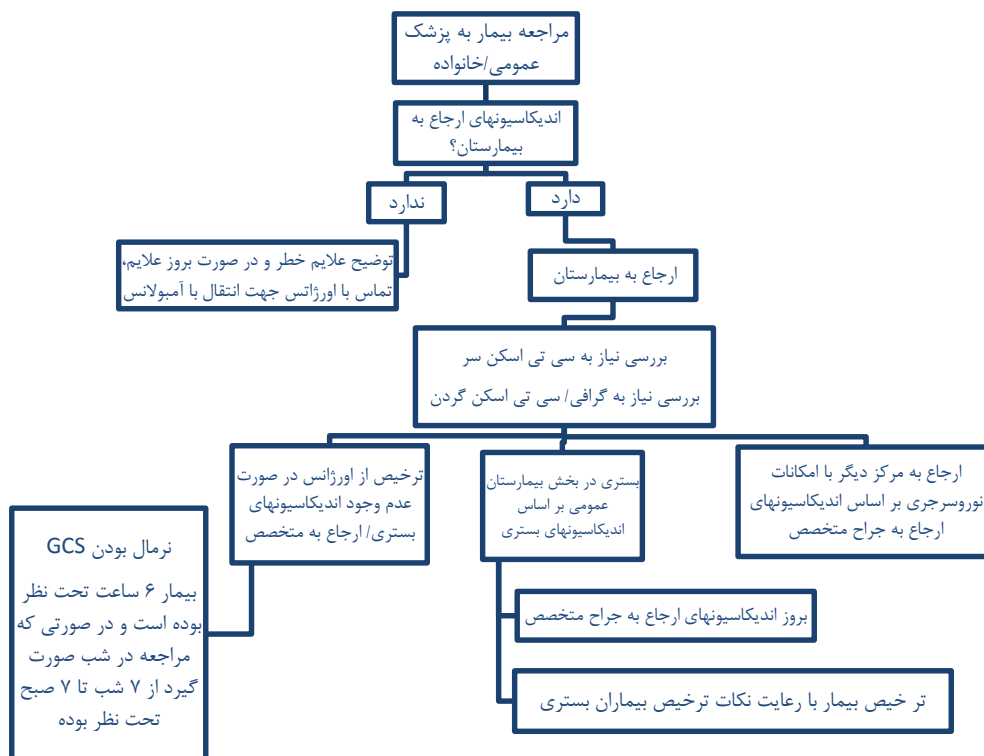 مراجعه بیمار به پزشک
عمومی/خانواده
اندیکاسیونهای ارجاع به
بیمارستان؟
دارد
ندارد
ارجاع به بیمارستان
توضیح علایم خطر و در صورت بروز علایم،
تماس با اورژاتس جهت انتقال با آمبولانس
بررسی نیاز به سی تی اسکن سر
بررسی نیاز به گرافی/ سی تی اسکن گردن
ارجاع به مرکز دیگر با امکانات
نوروسرجری بر اساس اندیکاسیونهای
ارجاع به جراح متخصص
بستری در بخش بیمارستان
عمومی بر اساس
اندیکاسیونهای بستری
ترخیص از اورژانس در صورت
عدم وجود اندیکاسیونهای
بستری/ ارجاع به متخصص
بروز اندیکاسیونهای ارجاع به جراح متخصص
تر خیص بیمار با رعایت نکات ترخیص بیماران بستری
نرمال بودن GCS
بیمار ۶ ساعت تحت نظر
بوده است و در صورتی که
مراجعه در شب صورت
گیرد از ۷ شب تا ۷ صبح
تحت نظر بوده